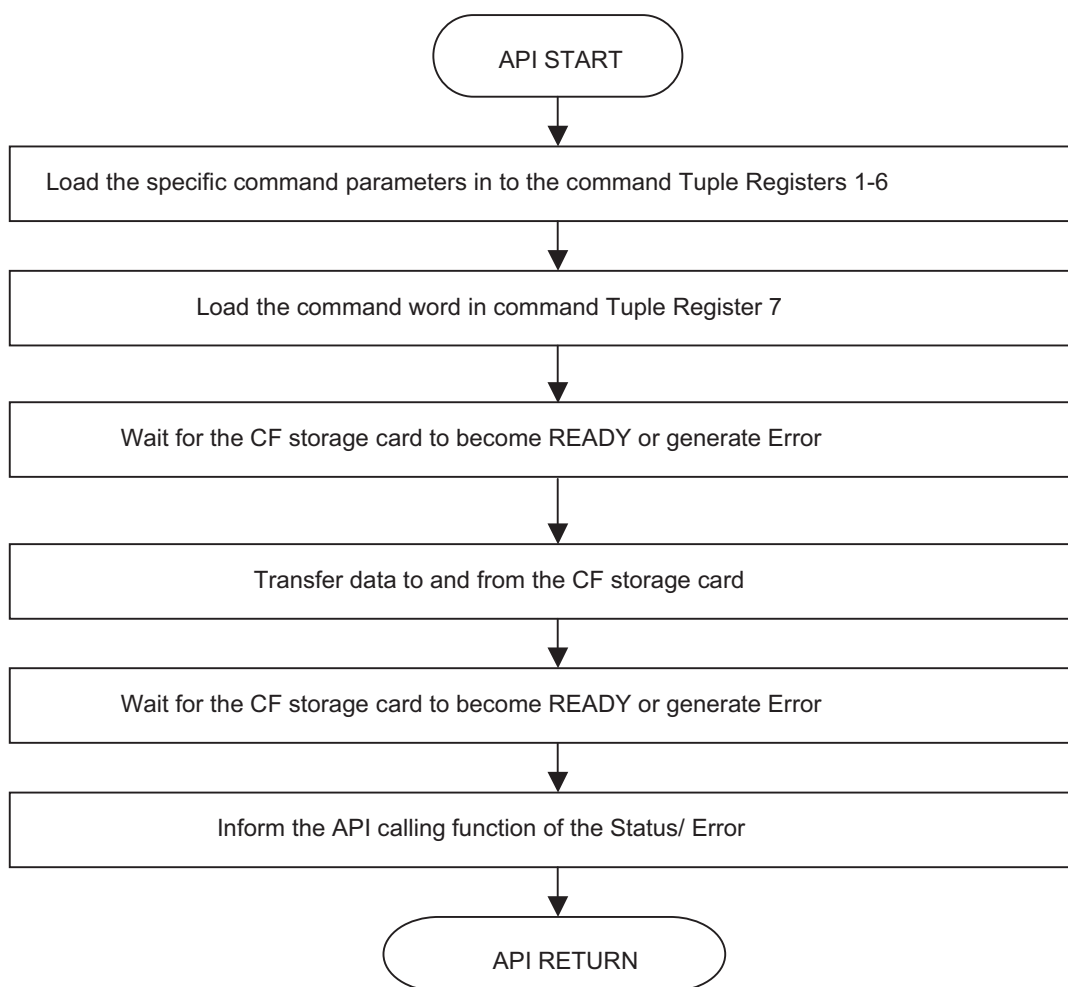 API START
Load the specific command parameters in to the command Tuple Registers 1-6
Load the command word in command Tuple Register 7
Wait for the CF storage card to become READY or generate Error
Transfer data to and from the CF storage card
Wait for the CF storage card to become READY or generate Error
Inform the API calling function of the Status/ Error
API RETURN